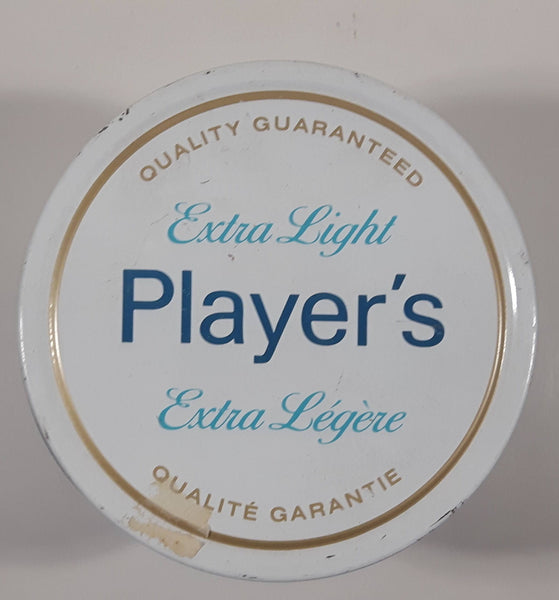 QUALITY GUARANTEED
Extra Light
Player's
Extra Légère
QUALITÉ GARANTIE